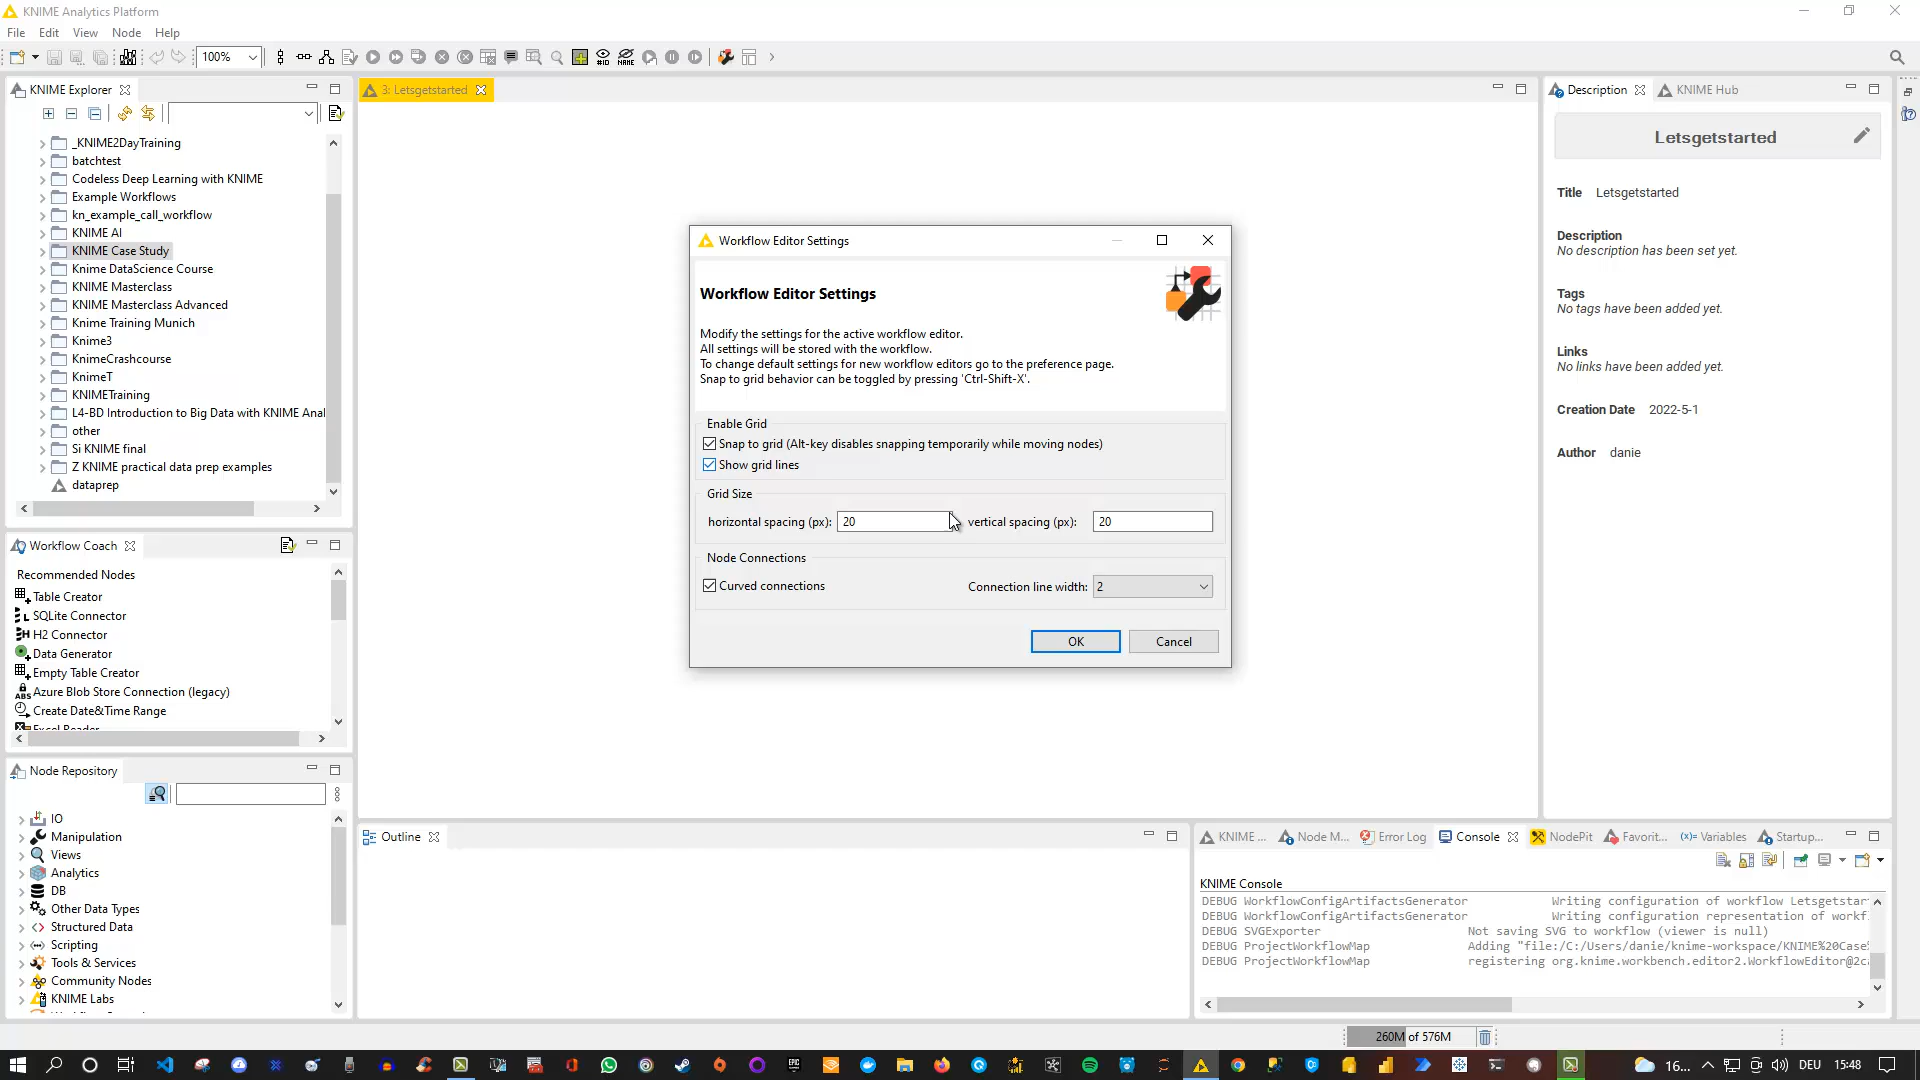 KNIME Analytics Platform
File Edit View Node Help
100%
KNIME Explorer
3: Letsgetstarted
Description
KNIME Hub
_KNIME2DayTraining
batchtest
Codeless Deep Learning with KNIME
Example Workflows
kn_example_call_workflow
KNIME AI
KNIME Case Study
Knime DataScience Course
KNIME Masterclass
KNIME Masterclass Advanced
Knime Training Munich
Knime3
KnimeCrashcourse
KnimeT
KNIMETraining
L4-BD Introduction to Big Data with KNIME Anal
other
Si KNIME final
Z KNIME practical data prep examples
dataprep
Workflow Coach
Recommended Nodes
Table Creator
SQLite Connector
H2 Connector
Data Generator
Empty Table Creator
Azure Blob Store Connection (legacy)
Create Date&Time Range
Excel Reader
Node Repository
IO
Manipulation
Views
Analytics
DB
Other Data Types
Structured Data
Scripting
Tools & Services
Community Nodes
KNIME Labs
Workflow Editor Settings
Workflow Editor Settings
Modify the settings for the active workflow editor.
All settings will be stored with the workflow.
To change default settings for new workflow editors go to the preference page.
Snap to grid behavior can be toggled by pressing 'Ctrl-Shift-X'.
Enable Grid
Snap to grid (Alt-key disables snapping temporarily while moving nodes)
Show grid lines
Grid Size
horizontal spacing (px): 20 vertical spacing (px): 20
Node Connections
Curved connections Connection line width: 2
OK Cancel
Letsgetstarted
Title Letsgetstarted
Description
No description has been set yet.
Tags
No tags have been added yet.
Links
No links have been added yet.
Creation Date 2022-5-1
Author danie
Outline
KNIME ... Node M... Error Log Console NodePit Favorit... (x)= Variables Startup...
KNIME Console
DEBUG WorkflowConfigArtifactsGenerator Writing configuration of workflow Letsgetstar
DEBUG WorkflowConfigArtifactsGenerator Writing configuration representation of workf
DEBUG SVGExporter Not saving SVG to workflow (viewer is null)
DEBUG ProjectWorkflowMap Adding "file:/C:/Users/danie/knime-workspace/KNIME%20Case%
DEBUG ProjectWorkflowMap registering org.knime.workbench.editor2.WorkflowEditor@2c
260M of 576M
16... DEU 15:48